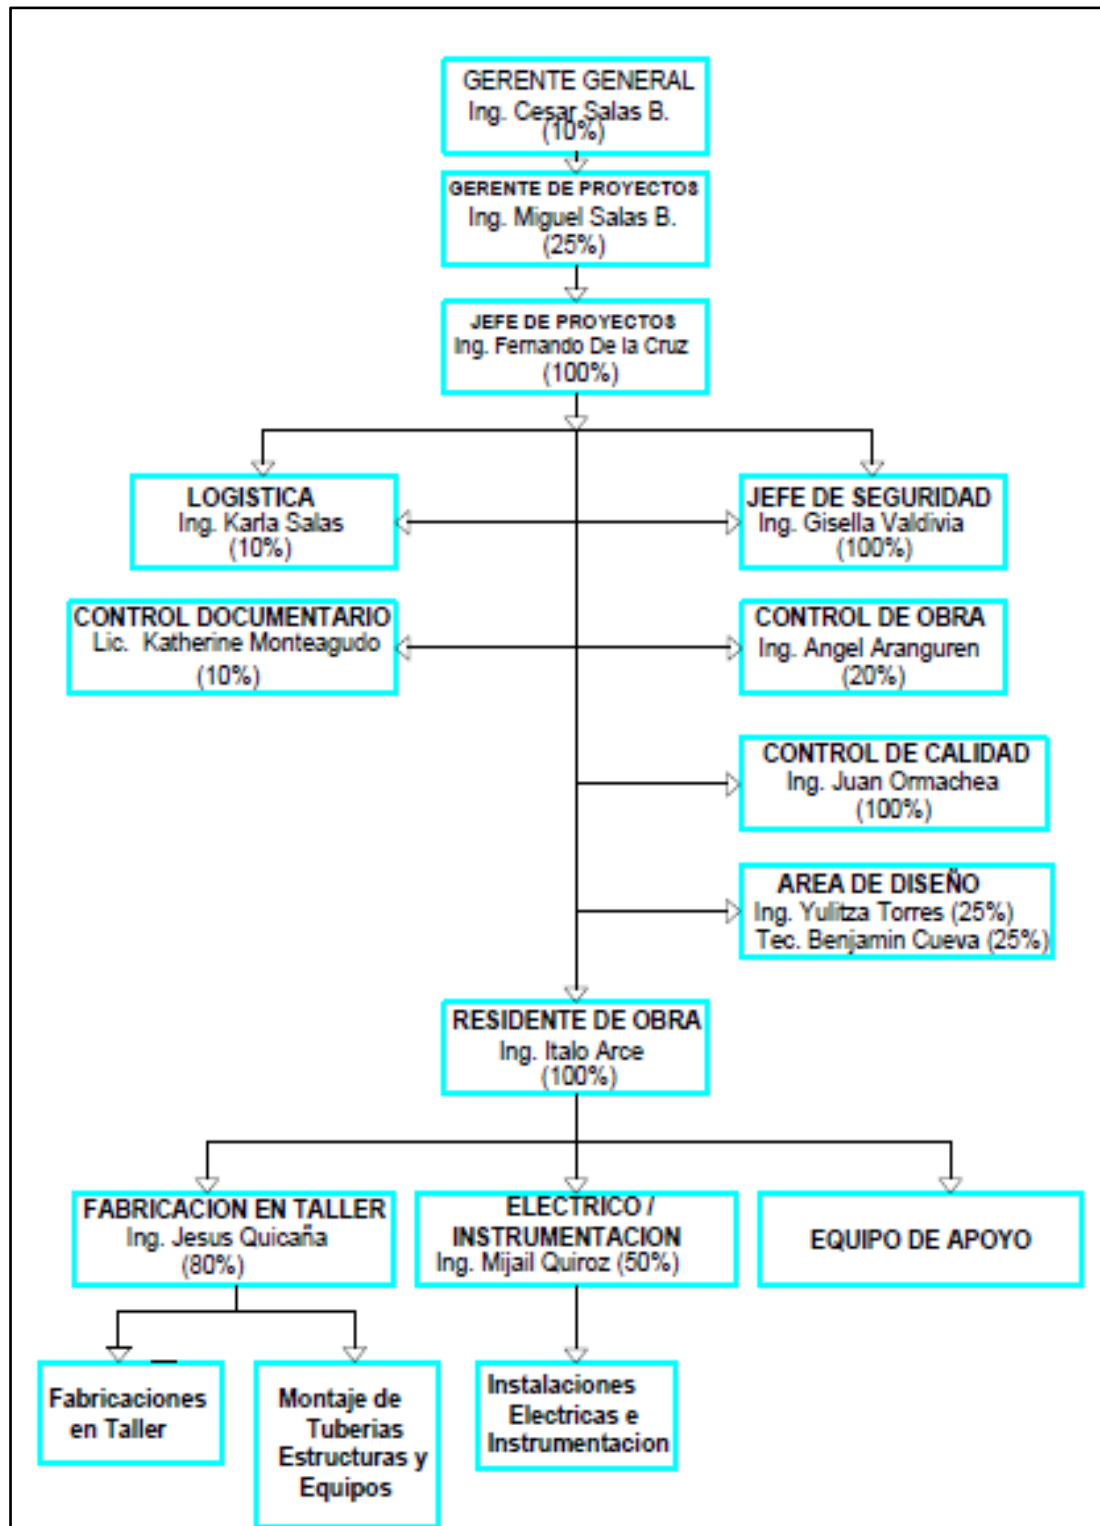 GERENTE GENERAL
Ing. Cesar Salas B.
(10%)
GERENTE DE PROYECTOS
Ing. Miguel Salas B.
(25%)
JEFE DE PROYECTOS
Ing. Fernando De la Cruz
(100%)
LOGISTICA
Ing. Karla Salas
(10%)
JEFE DE SEGURIDAD
Ing. Gisella Valdivia
(100%)
CONTROL DOCUMENTARIO
Lic. Katherine Monteagudo
(10%)
CONTROL DE OBRA
Ing. Angel Aranguren
(20%)
CONTROL DE CALIDAD
Ing. Juan Ormachea
(100%)
AREA DE DISEÑO
Ing. Yulitza Torres (25%)
Tec. Benjamin Cueva (25%)
RESIDENTE DE OBRA
Ing. Italo Arce
(100%)
FABRICACION EN TALLER
Ing. Jesus Quicaña
(80%)
ELECTRICO /
INSTRUMENTACION
Ing. Mijail Quiroz (50%)
EQUIPO DE APOYO
Fabricaciones
en Taller
Montaje de
Tuberias
Estructuras y
Equipos
Instalaciones
Electricas e
Instrumentacion